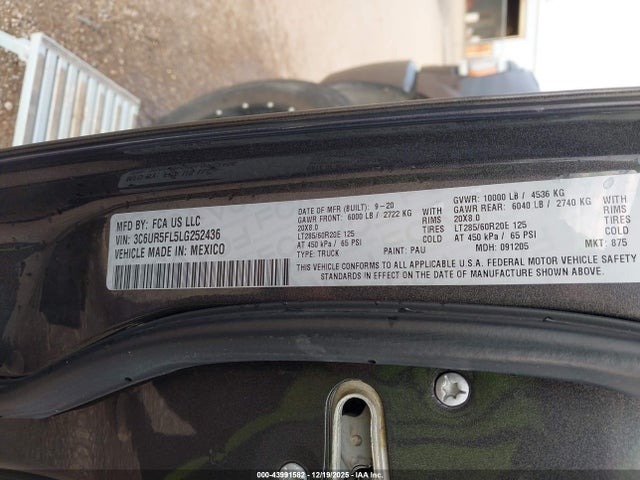 MFD BY: FCA US LLC
VIN: 3C6UR5FL5LG252436
VEHICLE MADE IN: MEXICO
DATE OF MFR (BUILT): 9-20
GVWR: 10000 LB / 4536 KG
GAWR FRONT: 6000 LB / 2722 KG
WITH RIMS TIRES
20X8.0
LT285/60R20E 125
AT 450 kPa / 65 PSI
GAWR REAR: 6040 LB / 2740 KG
WITH RIMS TIRES
20X8.0
LT285/60R20E 125
AT 450 kPa / 65 PSI
TYPE: TRUCK
PAINT: PAU
MDH: 091205
MKT: 875
THIS VEHICLE CONFORMS TO ALL APPLICABLE U.S.A. FEDERAL MOTOR VEHICLE SAFETY
STANDARDS IN EFFECT ON THE DATE OF MANUFACTURE SHOWN ABOVE
000-43991582 12/19/2025 IAAI.COM